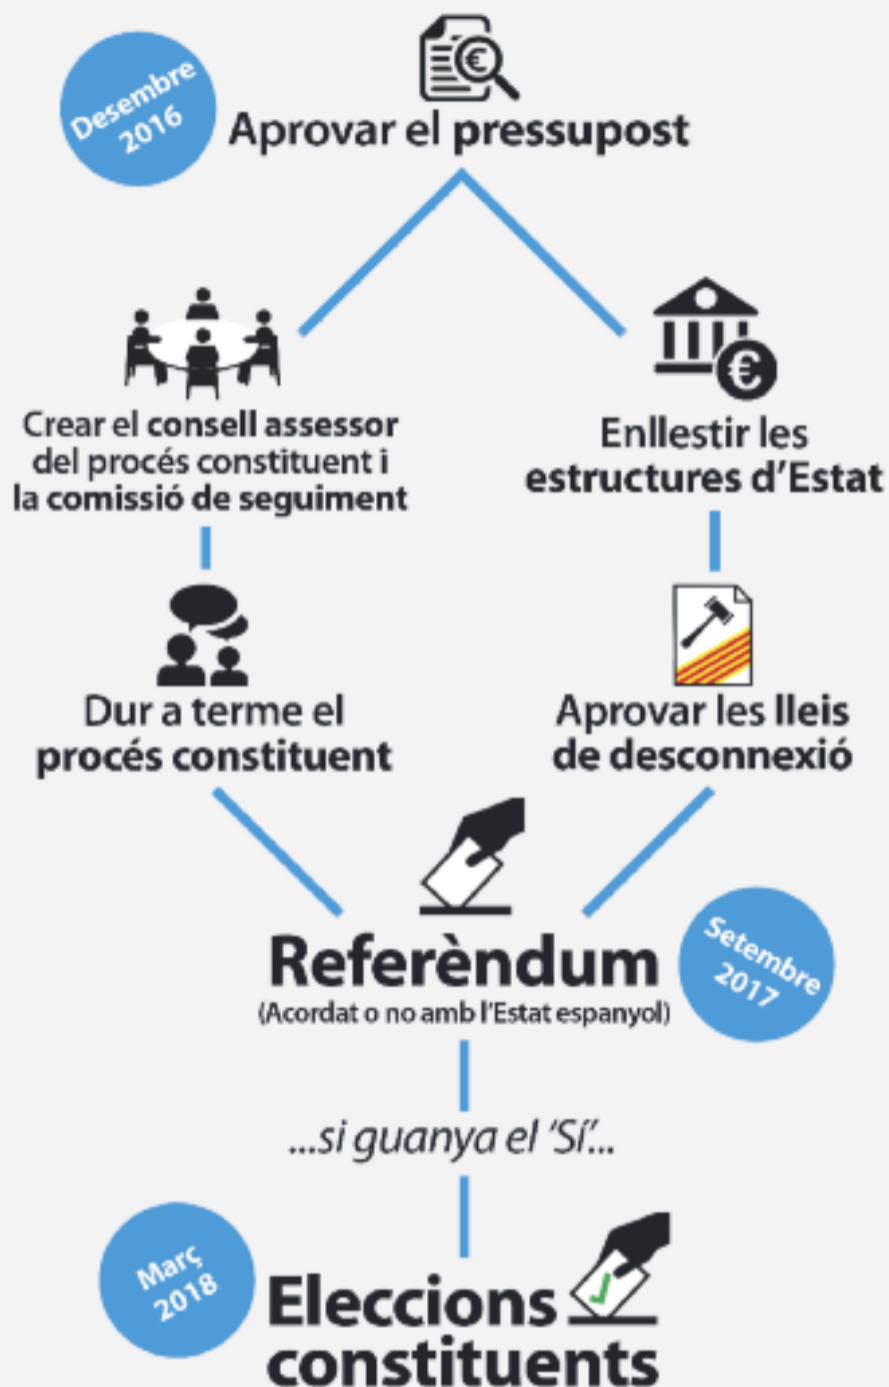 Desembre
2016
Aprovar el pressupost
Crear el consell assessor
del procés constituent i
la comissió de seguiment
Enllestir les
estructures d'Estat
Dur a terme el
procés constituent
Aprovar les lleis
de desconnexió
Referèndum
(Acordat o no amb l'Estat espanyol)
Setembre
2017
...si guanya el 'Sí'...
Març
2018
Eleccions
constituents